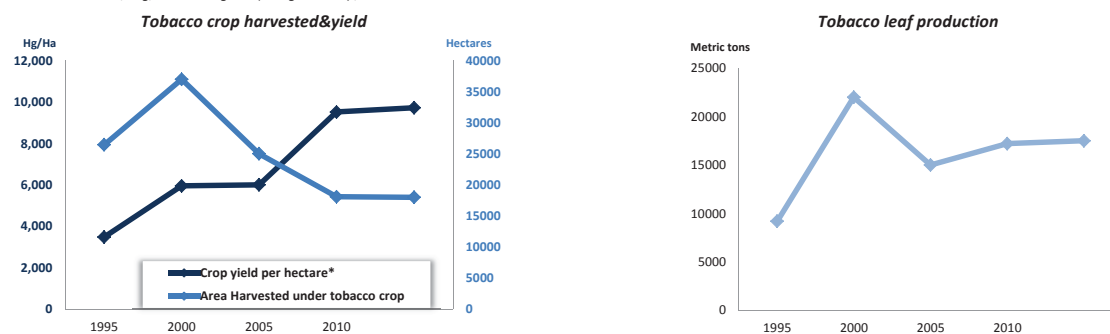 Tobacco crop harvested&yield
Hg/Ha
Hectares
12,000
10,000
8,000
6,000
4,000
2,000
0
40000
35000
30000
25000
20000
15000
10000
5000
0
Crop yield per hectare*
Area Harvested under tobacco crop
1995 2000 2005 2010
Tobacco leaf production
Metric tons
25000
20000
15000
10000
5000
0
1995 2000 2005 2010